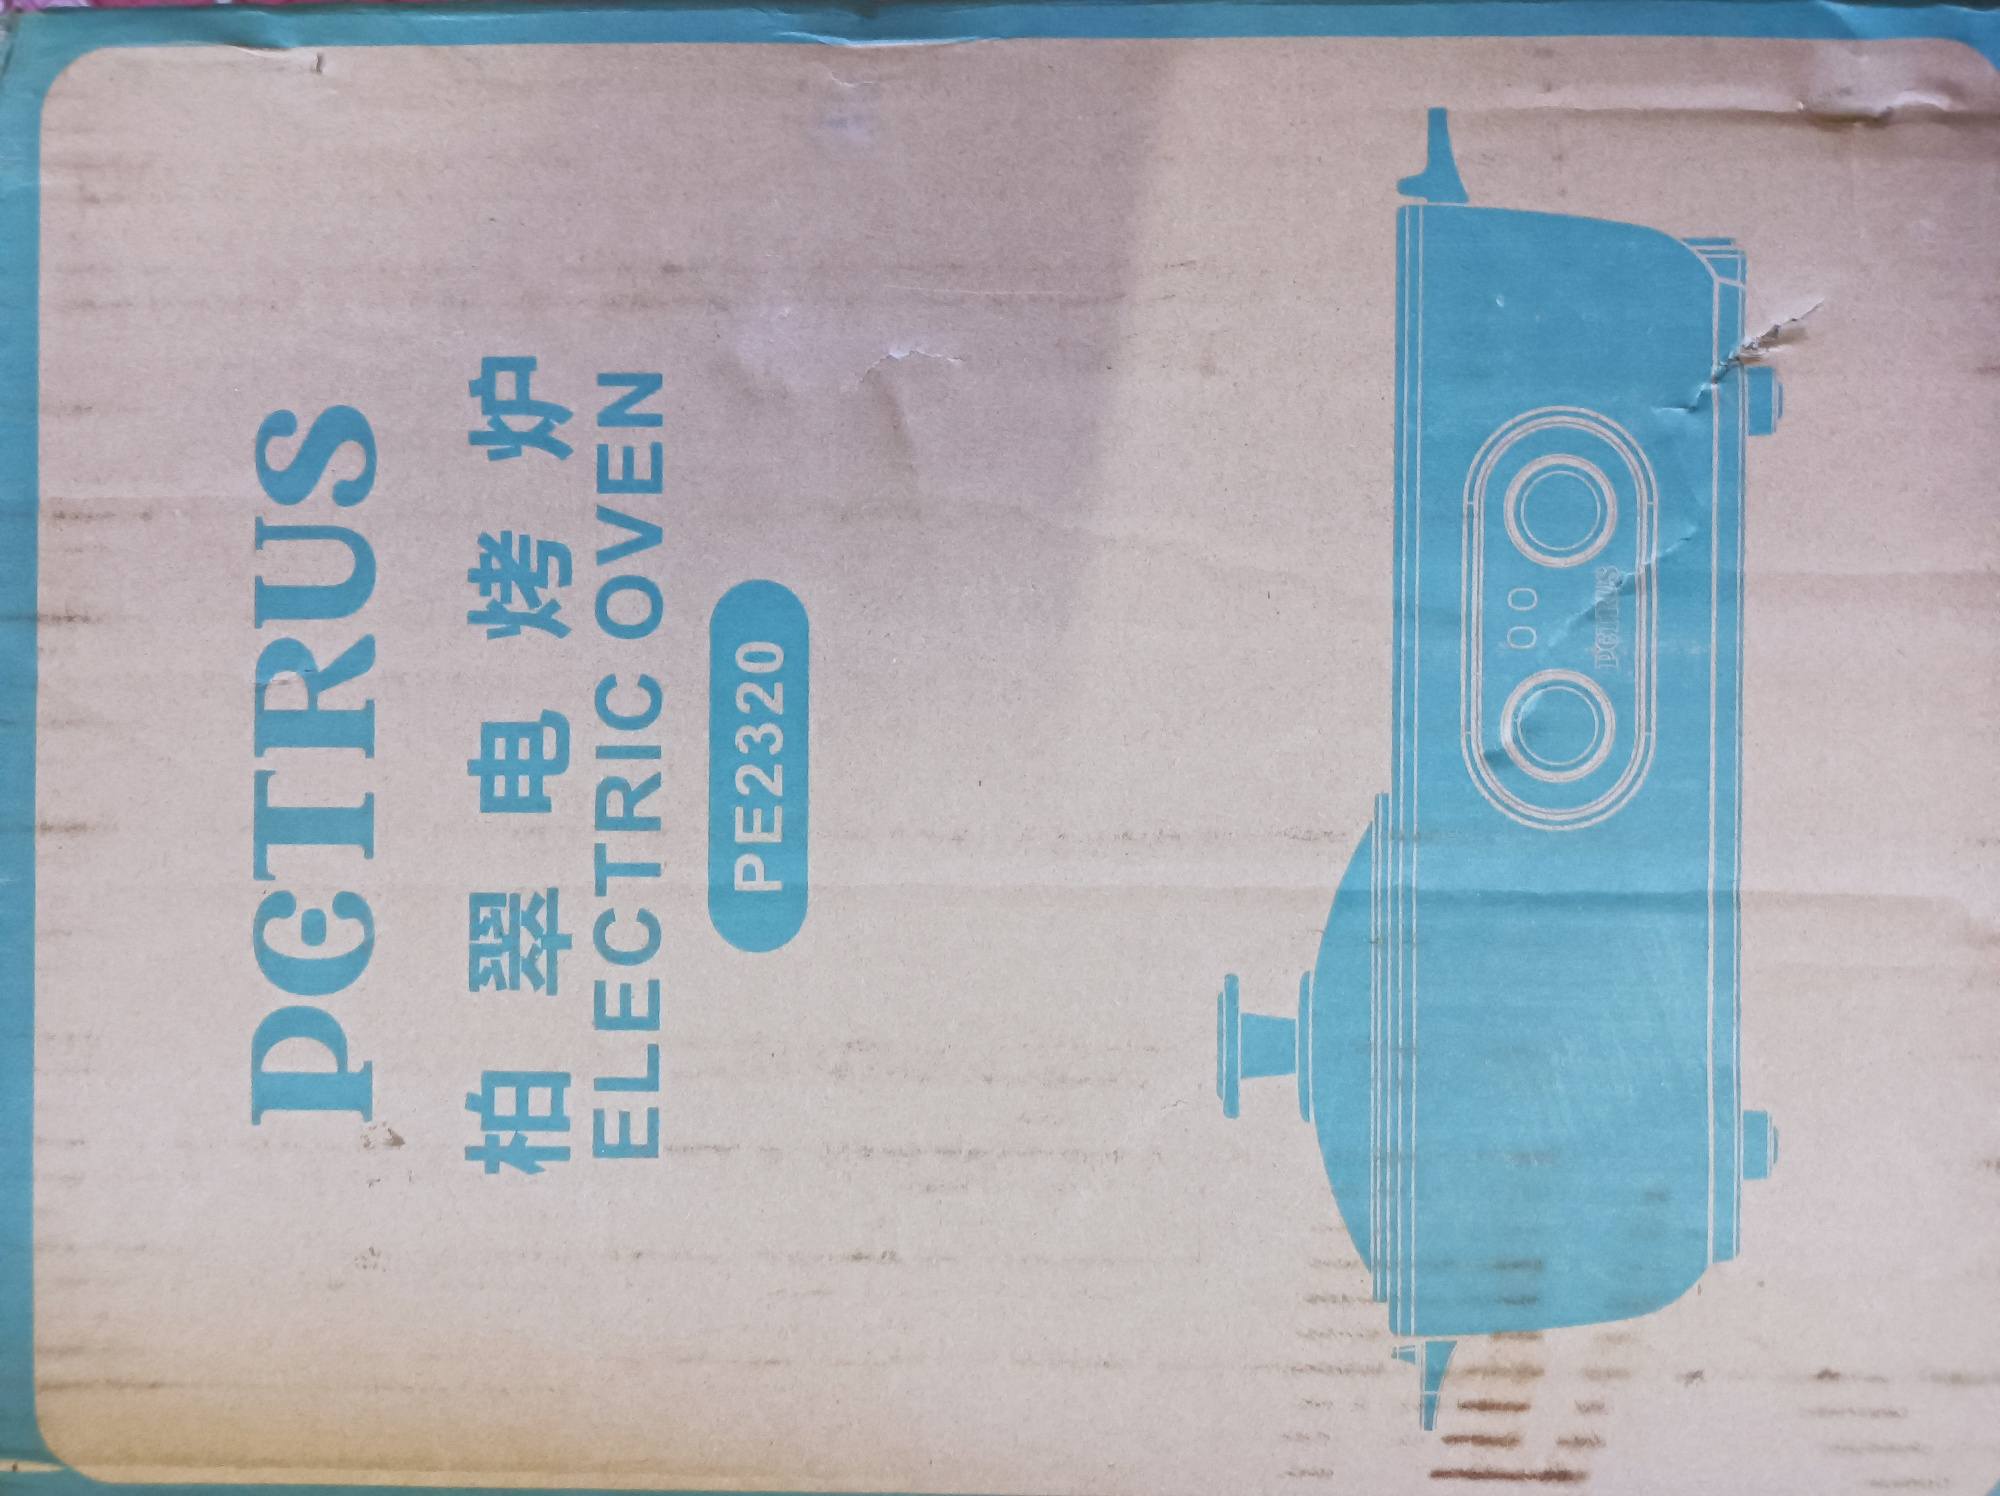 PETRUS
柏翠电烤炉
ELECTRIC OVEN
PE2320
PETRUS